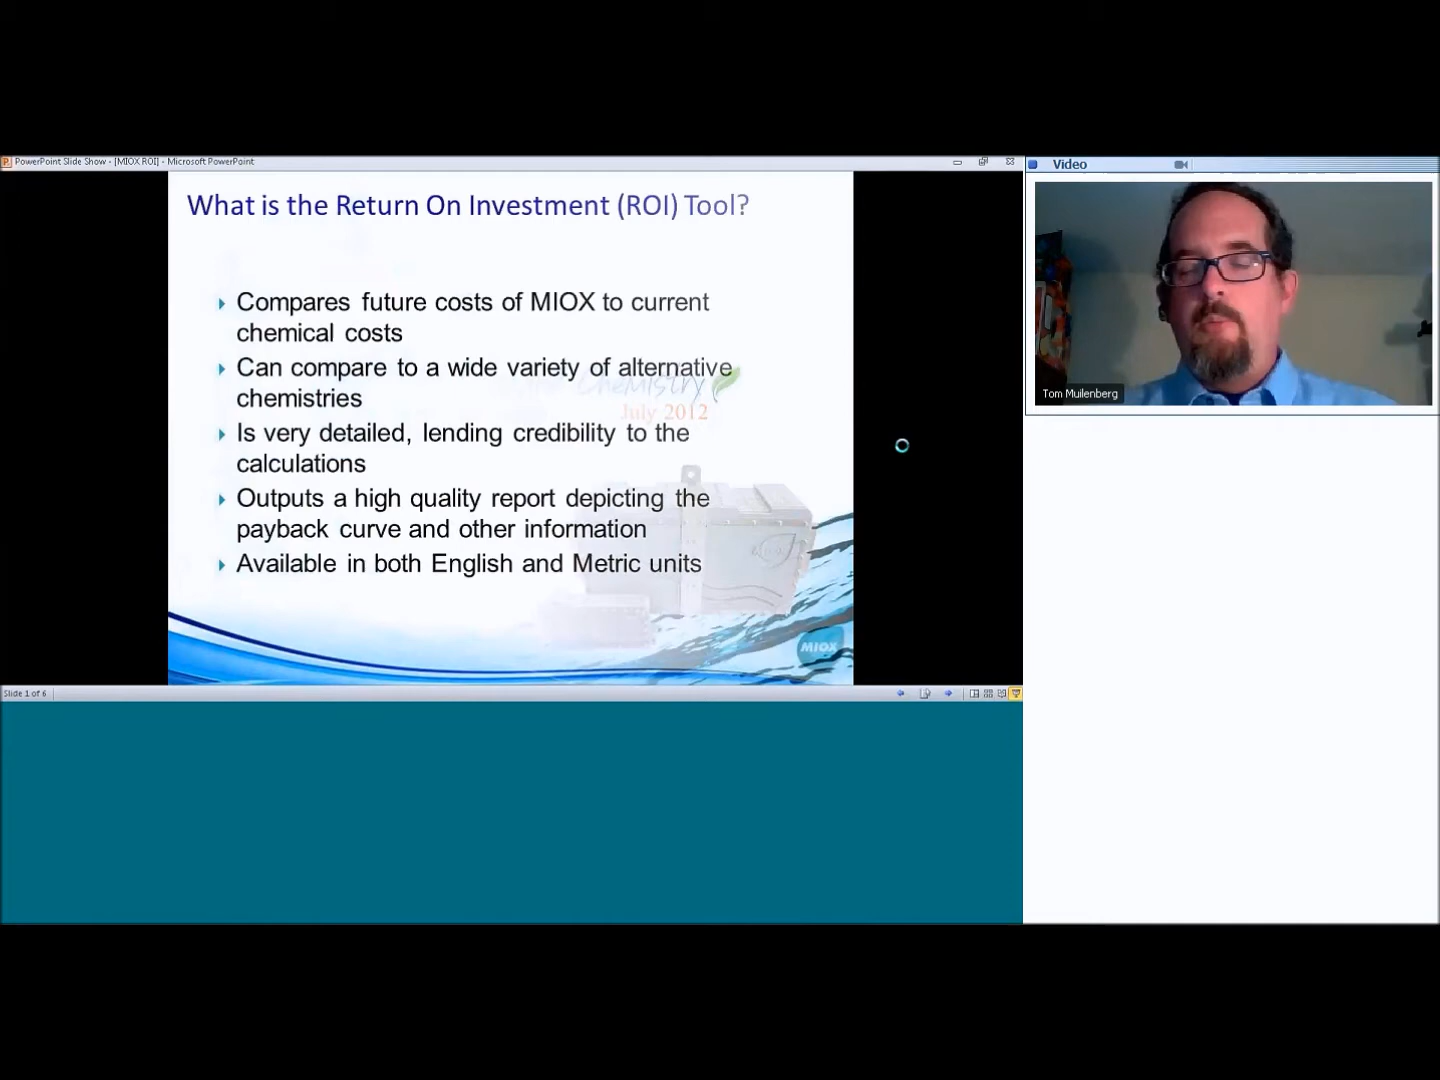 PowerPoint Slide Show - [MIOX ROI] - Microsoft PowerPoint
What is the Return On Investment (ROI) Tool?
Compares future costs of MIOX to current
chemical costs
Can compare to a wide variety of alternative
chemistries
Chemistry
July 2012
Is very detailed, lending credibility to the
calculations
Outputs a high quality report depicting the
payback curve and other information
Available in both English and Metric units
MIOX
Slide 1 of 6
Video
Tom Muilenberg